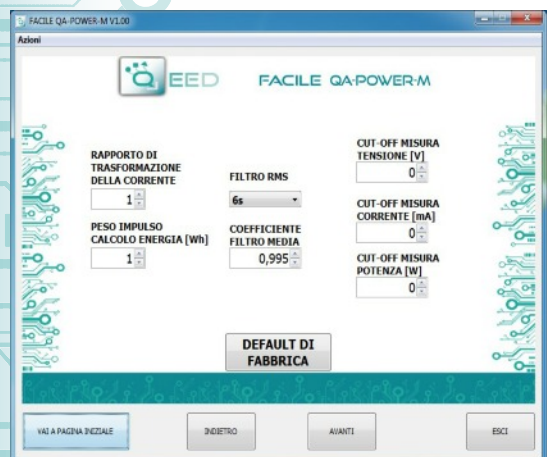 FACILE QA-POWER-M V1.00
Azioni
QEED
FACILE QA-POWER-M
RAPPORTO DI
TRASFORMAZIONE
DELLA CORRENTE
1
PESO IMPULSO
CALCOLO ENERGIA [Wh]
1
FILTRO RMS
6s
COEFFICIENTE
FILTRO MEDIA
0,995
CUT-OFF MISURA
TENSIONE [V]
0
CUT-OFF MISURA
CORRENTE [mA]
0
CUT-OFF MISURA
POTENZA [W]
0
DEFAULT DI
FABBRICA
VAI A PAGINA INIZIALE
INDIETRO
AVANTI
ESCI